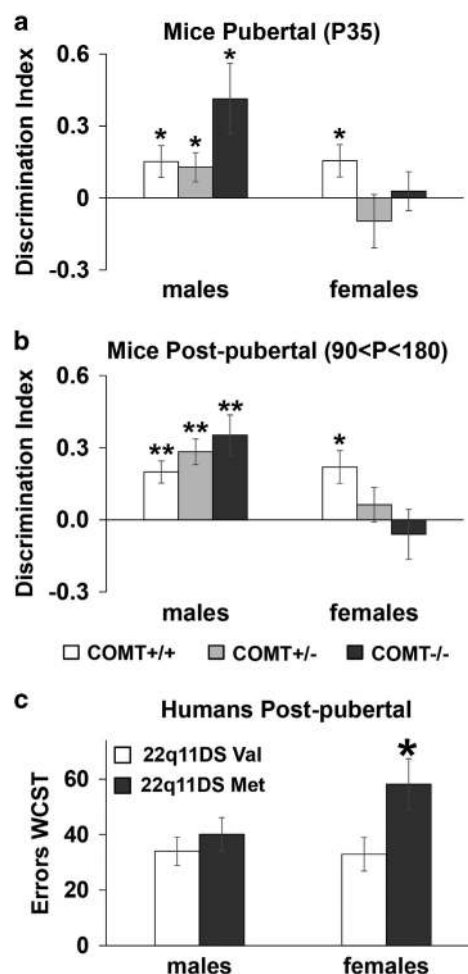 a
Mice Pubertal (P35)
Discrimination Index
0.6
0.3
0
-0.3
* * * *
males females
b
Mice Post-pubertal (90<P<180)
Discrimination Index
0.6
0.3
0.0
-0.3
** ** ** *
males females
COMT+/+ COMT+/- COMT-/-
c
Humans Post-pubertal
22q11DS Val
22q11DS Met
Errors WCST
60
40
20
0
*
males females